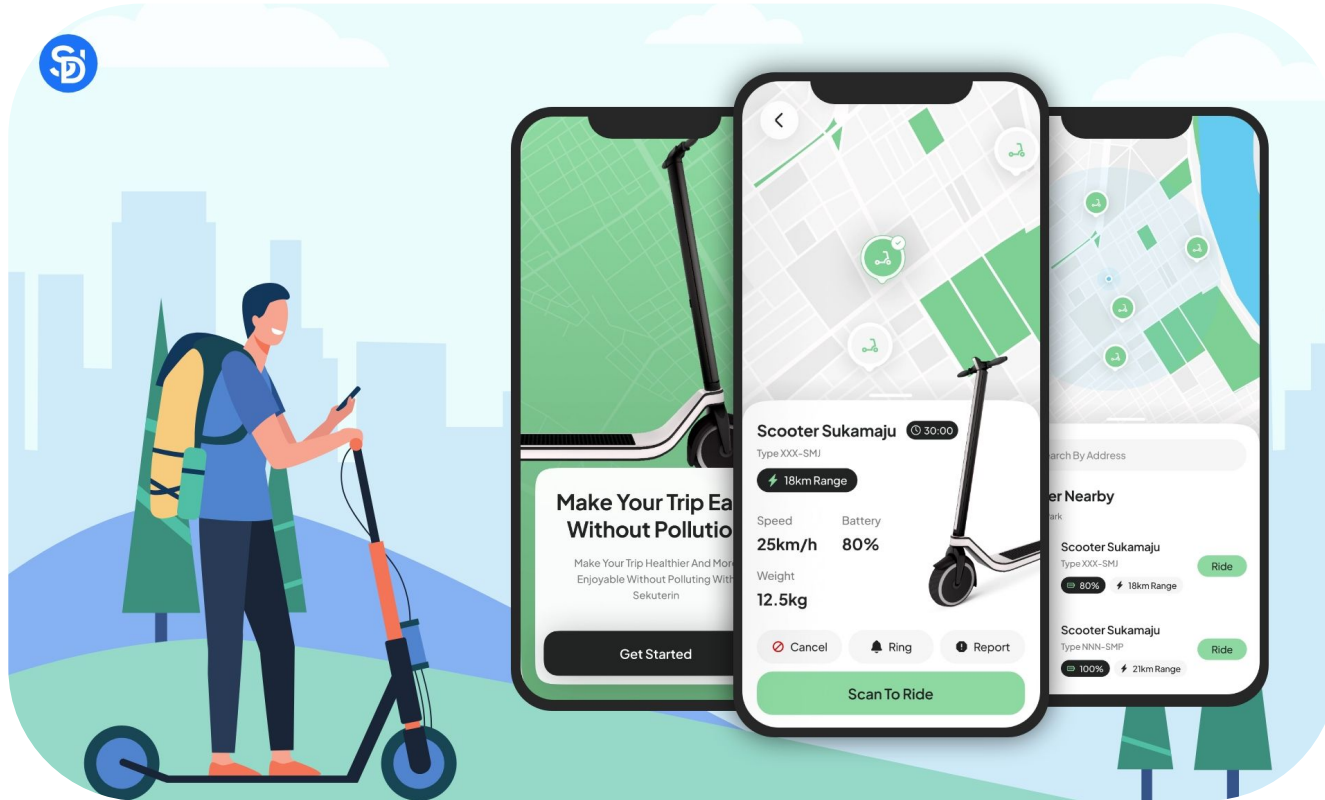 SD
Make Your Trip Ea
Without Pollutio
Make Your Trip Healthier And Mor
Enjoyable Without Polluting With
Sekuterin
Get Started
Scooter Sukamaju
30:00
Type XXX-SMJ
18km Range
Speed
Battery
25km/h
80%
Weight
12.5kg
Cancel
Ring
Report
Scan To Ride
arch By Address
er Nearby
ark
Scooter Sukamaju
Type XXX-SMJ
80%
18km Range
Ride
Scooter Sukamaju
Type NNN-SMP
100%
21km Range
Ride